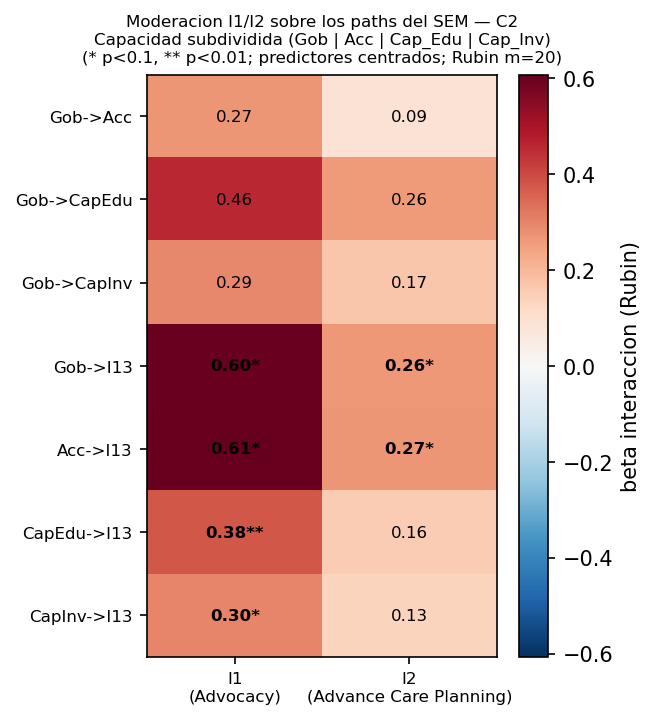 Moderacion I1/I2 sobre los paths del SEM — C2
Capacidad subdividida (Gob | Acc | Cap_Edu | Cap_Inv)
(* p<0.1, ** p<0.01; predictores centrados; Rubin m=20)
Gob->Acc 0.27 0.09
Gob->CapEdu 0.46 0.26
Gob->CapInv 0.29 0.17
Gob->I13 0.60* 0.26*
Acc->I13 0.61* 0.27*
CapEdu->I13 0.38** 0.16
CapInv->I13 0.30* 0.13
I1 I2
(Advocacy) (Advance Care Planning)
0.6
0.4
0.2
0.0
−0.2
−0.4
−0.6
beta interaccion (Rubin)